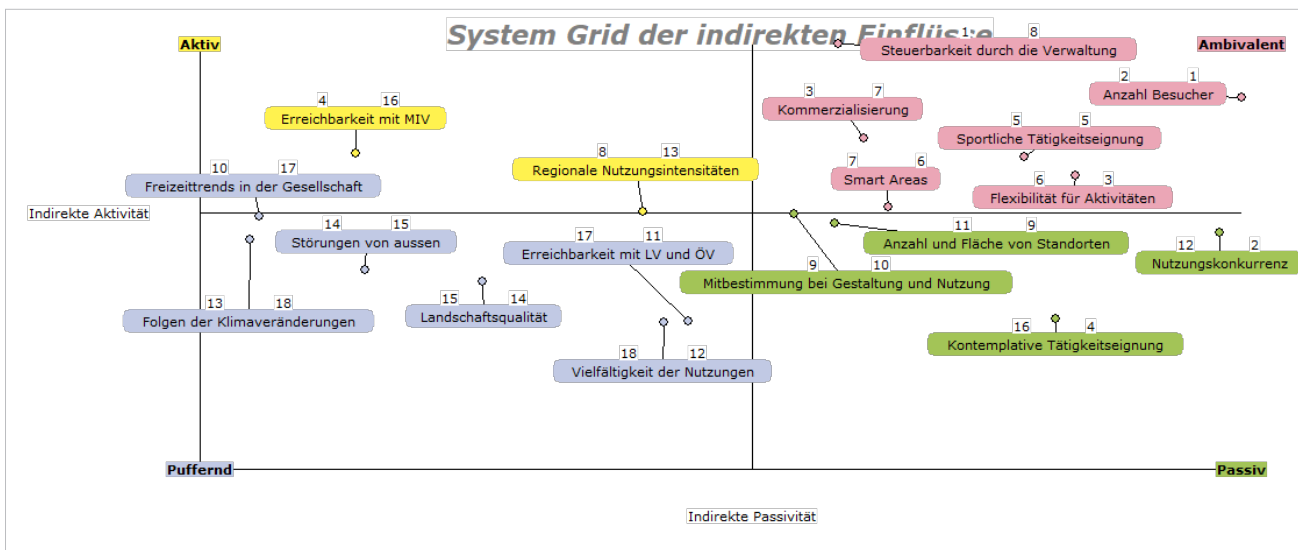 System Grid der indirekten Einflüsse
Aktiv
Ambivalent
1 8
Steuerbarkeit durch die Verwaltung
2 1
Anzahl Besucher
3 7
Kommerzialisierung
4 16
Erreichbarkeit mit MIV
5 5
Sportliche Tätigkeitseignung
8 13
Regionale Nutzungsintensitäten
7 6
Smart Areas
10 17
Freizeittrends in der Gesellschaft
6 3
Flexibilität für Aktivitäten
Indirekte Aktivität
14 15
Störungen von aussen
17 11
Erreichbarkeit mit LV und ÖV
11 9
Anzahl und Fläche von Standorten
12 2
Nutzungskonkurrenz
9 10
Mitbestimmung bei Gestaltung und Nutzung
13 18
Folgen der Klimaveränderungen
15 14
Landschaftsqualität
16 4
Kontemplative Tätigkeitseignung
18 12
Vielfältigkeit der Nutzungen
Puffernd
Passiv
Indirekte Passivität